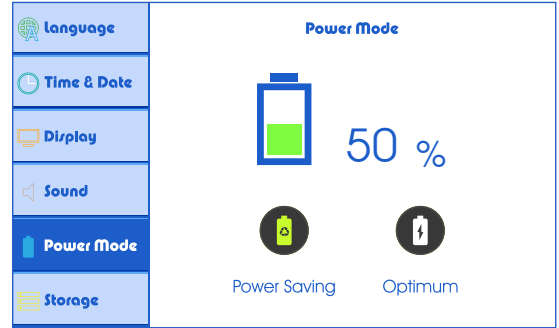 Language
Time & Date
Display
Sound
Power Mode
Storage
Power Mode
50 %
Power Saving
Optimum